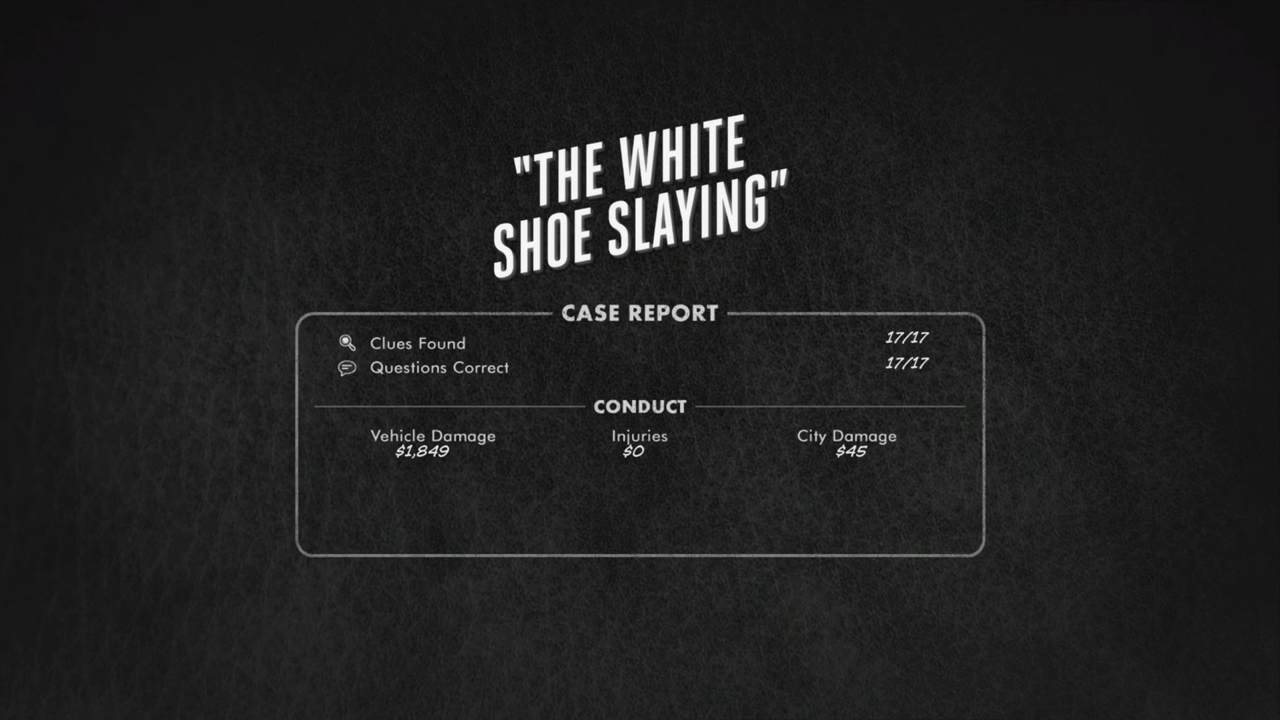 "THE WHITE
SHOE SLAYING"
CASE REPORT
Clues Found 17/17
Questions Correct 17/17
CONDUCT
Vehicle Damage Injuries City Damage
$1,849 $0 $45